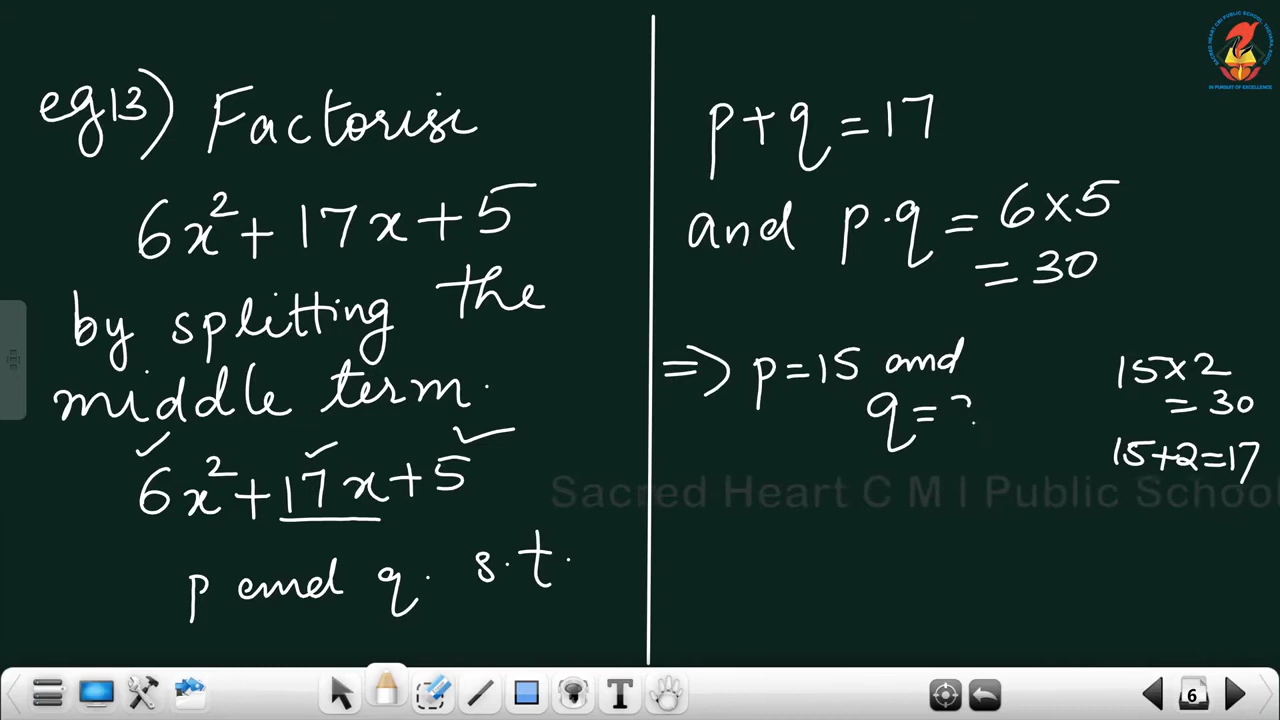 eg13) Factorise
6x² + 17x + 5
by splitting the
middle term.
6x² + 17x + 5
p and q. s.t.
p+q = 17
and p.q = 6×5
= 30
=> p = 15 and
q = ?
15×2
= 30
15+2=17
Sacred Heart C M I Public School
IN PURSUIT OF EXCELLENCE
T
6